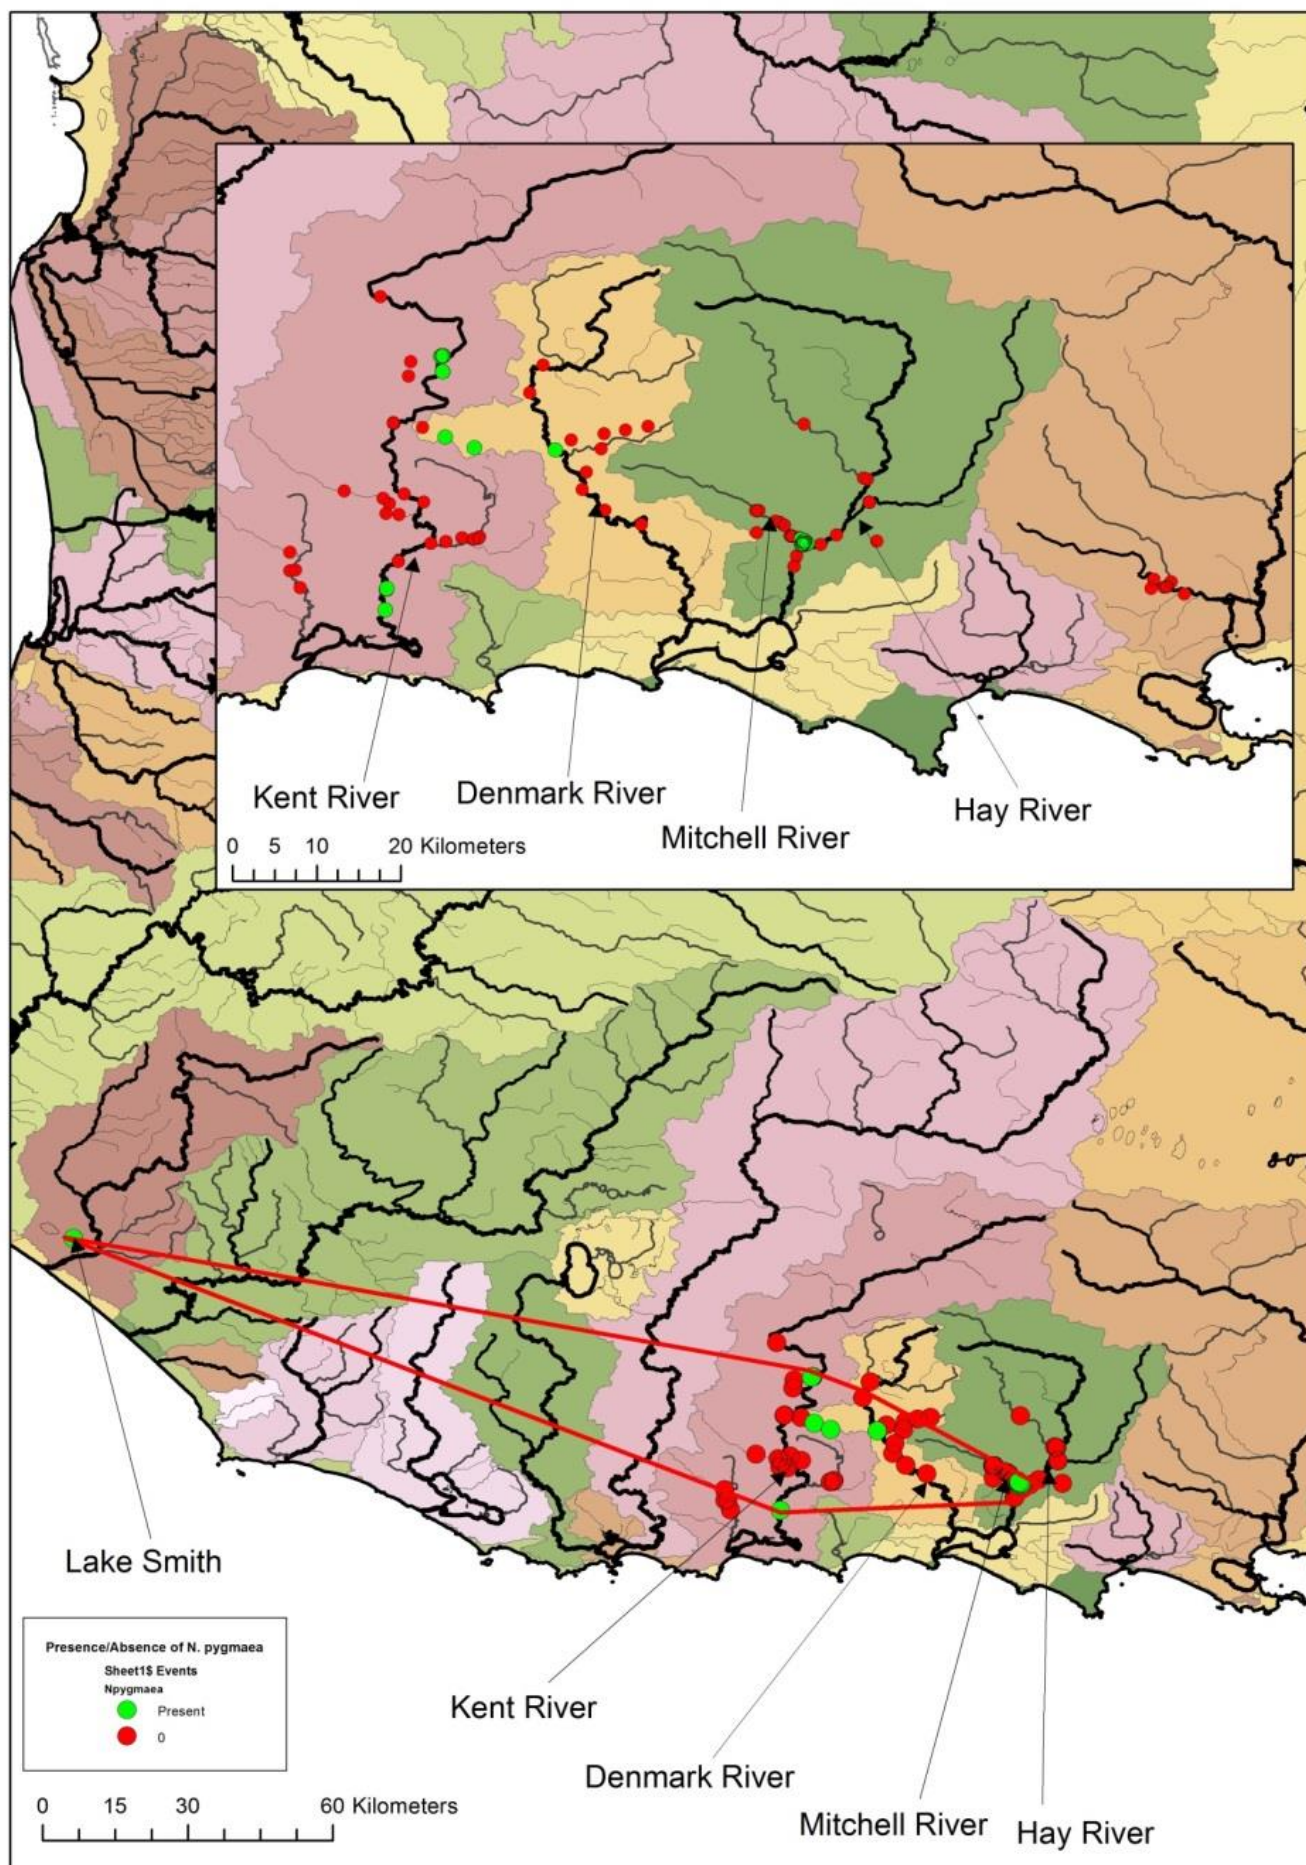 Kent River
Denmark River
Mitchell River
Hay River
0 5 10 20 Kilometers
Lake Smith
Presence/Absence of N. pygmaea
Sheet1$ Events
Npygmaea
Present
0
Kent River
Denmark River
Mitchell River
Hay River
0 15 30 60 Kilometers